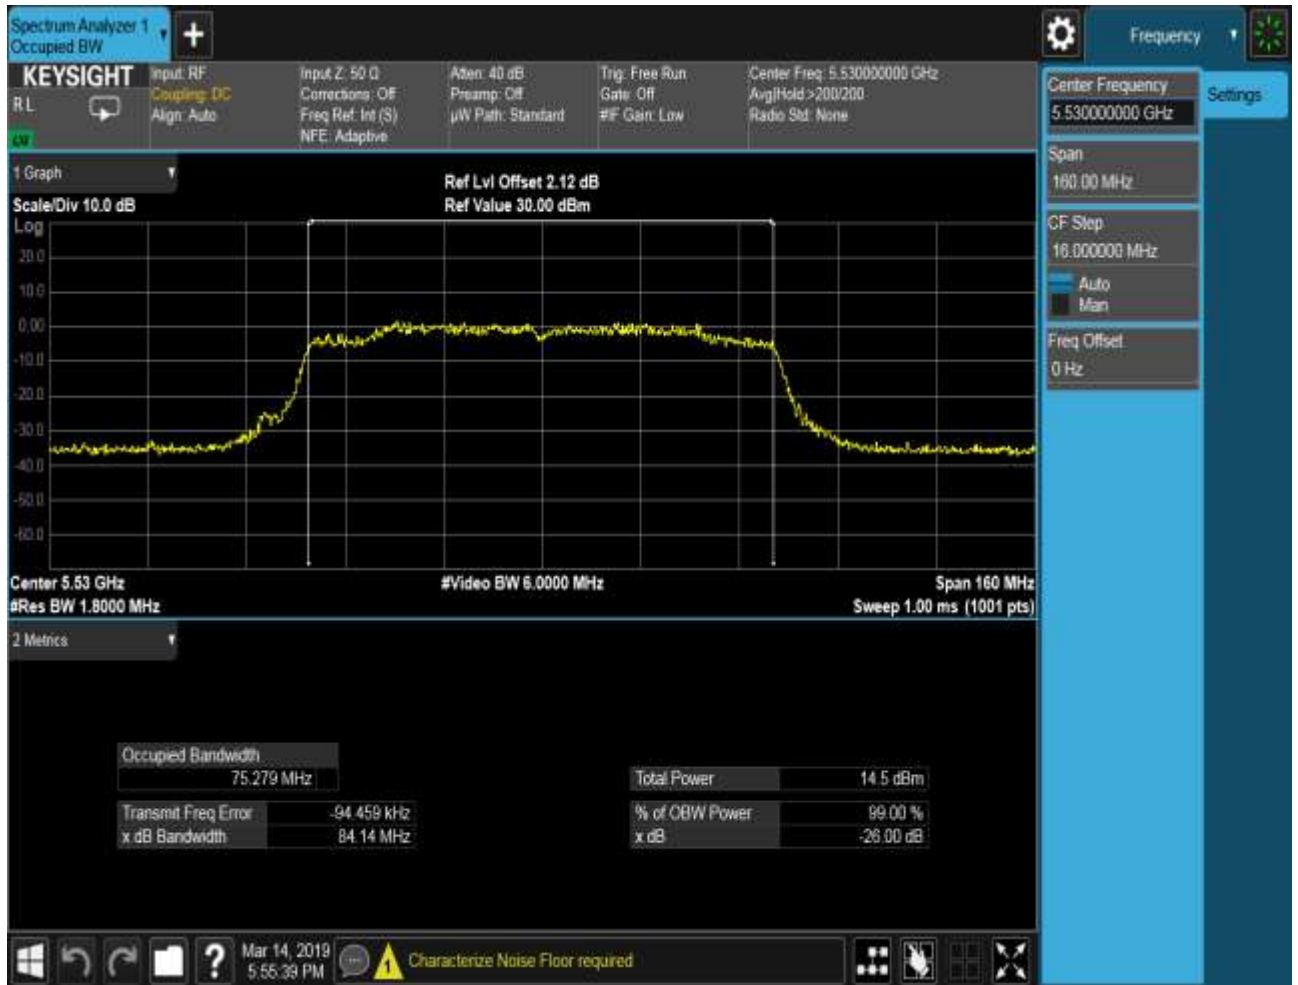 Spectrum Analyzer 1
Occupied BW
Frequency
KEYSIGHT
R L
Input: RF
Coupling: DC
Align: Auto
Input Z: 50 Ω
Corrections: Off
Freq Ref: Int (S)
NFE: Adaptive
Atten: 40 dB
Preamp: Off
µW Path: Standard
Trig: Free Run
Gate: Off
#IF Gain: Low
Center Freq: 5.530000000 GHz
Avg|Hold:>200/200
Radio Std: None
Center Frequency
5.530000000 GHz
Settings
Span
160.00 MHz
CF Step
16.000000 MHz
Auto
Man
Freq Offset
0 Hz
1 Graph
Scale/Div 10.0 dB
Ref Lvl Offset 2.12 dB
Ref Value 30.00 dBm
Log
20.0
10.0
0.00
-10.0
-20.0
-30.0
-40.0
-50.0
-60.0
Center 5.53 GHz
#Video BW 6.0000 MHz
Span 160 MHz
#Res BW 1.8000 MHz
Sweep 1.00 ms (1001 pts)
2 Metrics
Occupied Bandwidth
75.279 MHz
Total Power 14.5 dBm
Transmit Freq Error -94.459 kHz
% of OBW Power 99.00 %
x dB Bandwidth 84.14 MHz
x dB -26.00 dB
Mar 14, 2019
5:55:39 PM
1
Characterize Noise Floor required